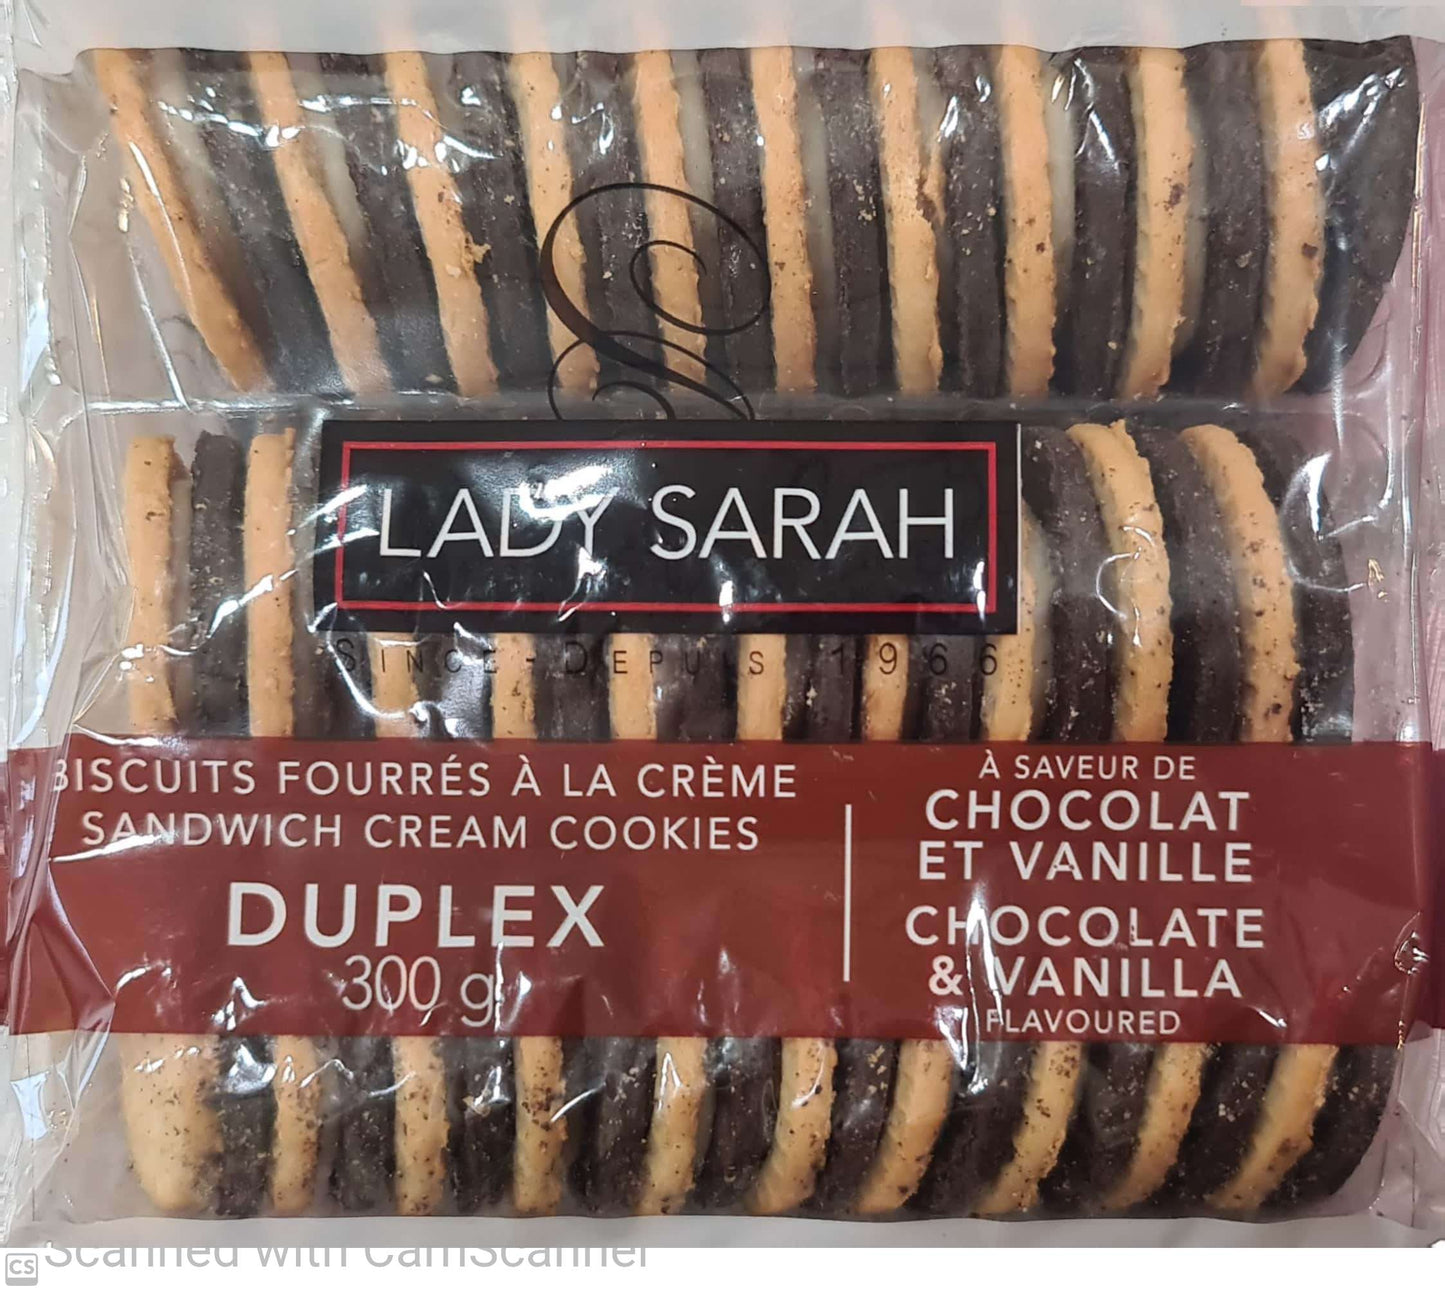 LADY SARAH
SINCE - DEPUIS 1966
BISCUITS FOURRÉS À LA CRÈME
SANDWICH CREAM COOKIES
DUPLEX
300 g
À SAVEUR DE
CHOCOLAT
ET VANILLE
CHOCOLATE
& VANILLA
FLAVOURED
CS Scanned with CamScanner